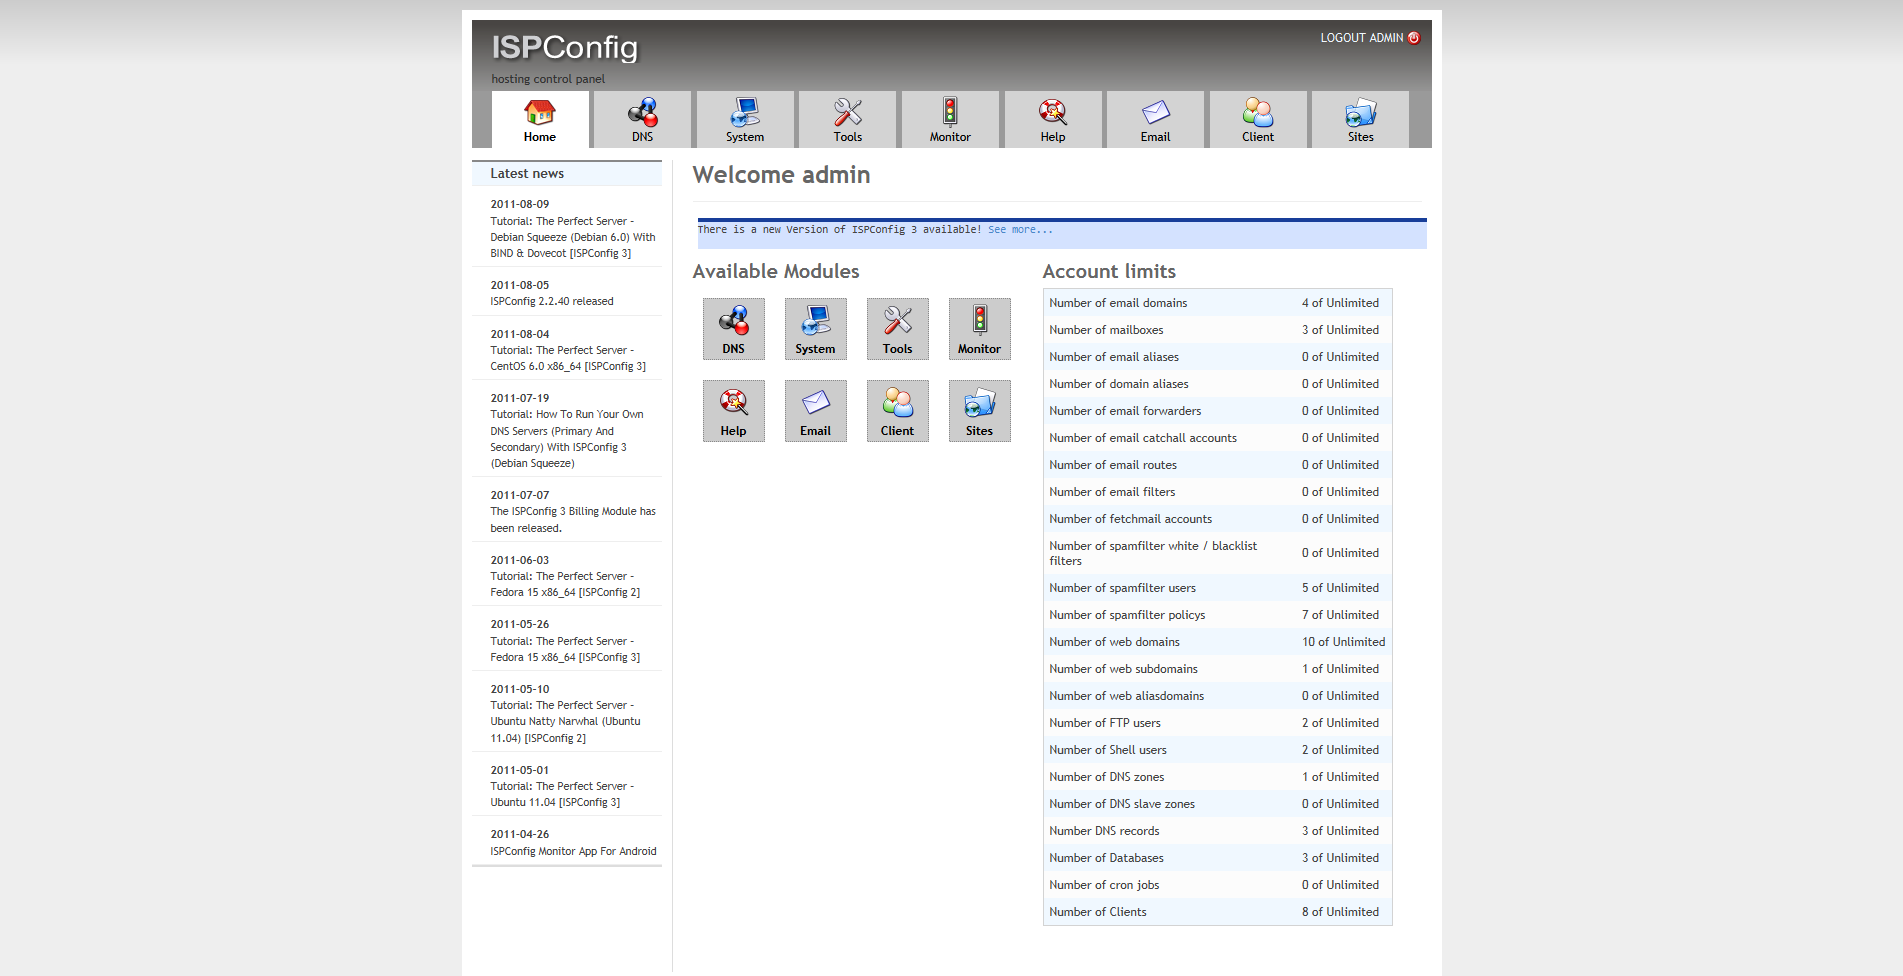 ISPConfig
hosting control panel
LOGOUT ADMIN
Home
DNS
System
Tools
Monitor
Help
Email
Client
Sites
Latest news
2011-08-09
Tutorial: The Perfect Server -
Debian Squeeze (Debian 6.0) With
BIND & Dovecot [ISPConfig 3]
2011-08-05
ISPConfig 2.2.40 released
2011-08-04
Tutorial: The Perfect Server -
CentOS 6.0 x86_64 [ISPConfig 3]
2011-07-19
Tutorial: How To Run Your Own
DNS Servers (Primary And
Secondary) With ISPConfig 3
(Debian Squeeze)
2011-07-07
The ISPConfig 3 Billing Module has
been released.
2011-06-03
Tutorial: The Perfect Server -
Fedora 15 x86_64 [ISPConfig 2]
2011-05-26
Tutorial: The Perfect Server -
Fedora 15 x86_64 [ISPConfig 3]
2011-05-10
Tutorial: The Perfect Server -
Ubuntu Natty Narwhal (Ubuntu
11.04) [ISPConfig 2]
2011-05-01
Tutorial: The Perfect Server -
Ubuntu 11.04 [ISPConfig 3]
2011-04-26
ISPConfig Monitor App For Android
Welcome admin
There is a new Version of ISPConfig 3 available! See more...
Available Modules
DNS
System
Tools
Monitor
Help
Email
Client
Sites
Account limits
Number of email domains 4 of Unlimited
Number of mailboxes 3 of Unlimited
Number of email aliases 0 of Unlimited
Number of domain aliases 0 of Unlimited
Number of email forwarders 0 of Unlimited
Number of email catchall accounts 0 of Unlimited
Number of email routes 0 of Unlimited
Number of email filters 0 of Unlimited
Number of fetchmail accounts 0 of Unlimited
Number of spamfilter white / blacklist
filters 0 of Unlimited
Number of spamfilter users 5 of Unlimited
Number of spamfilter policys 7 of Unlimited
Number of web domains 10 of Unlimited
Number of web subdomains 1 of Unlimited
Number of web aliasdomains 0 of Unlimited
Number of FTP users 2 of Unlimited
Number of Shell users 2 of Unlimited
Number of DNS zones 1 of Unlimited
Number of DNS slave zones 0 of Unlimited
Number DNS records 3 of Unlimited
Number of Databases 3 of Unlimited
Number of cron jobs 0 of Unlimited
Number of Clients 8 of Unlimited